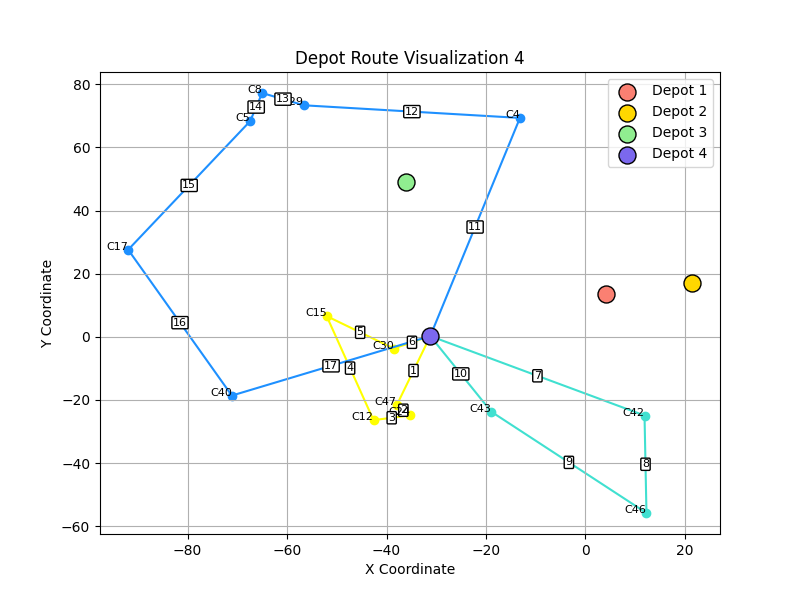 Depot Route Visualization 4
Y Coordinate
80
60
40
20
0
−20
−40
−60
−80
−60
−40
−20
0
20
X Coordinate
Depot 1
Depot 2
Depot 3
Depot 4
C8
13
14
C5
12
C4
15
11
C17
16
C15
5
C30
6
17
4
1
C40
C47
C12
3
2
10
7
C43
C42
9
8
C46